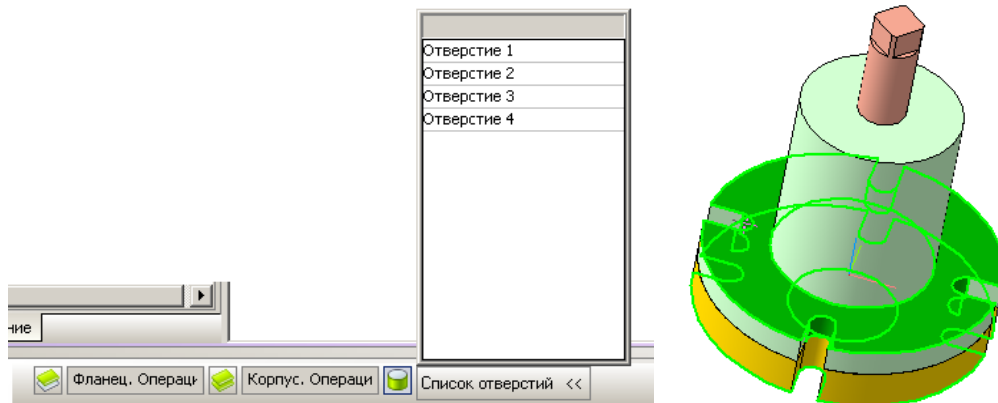 Отверстие 1
Отверстие 2
Отверстие 3
Отверстие 4
ние
Фланец. Операци Корпус. Операци Список отверстий <<